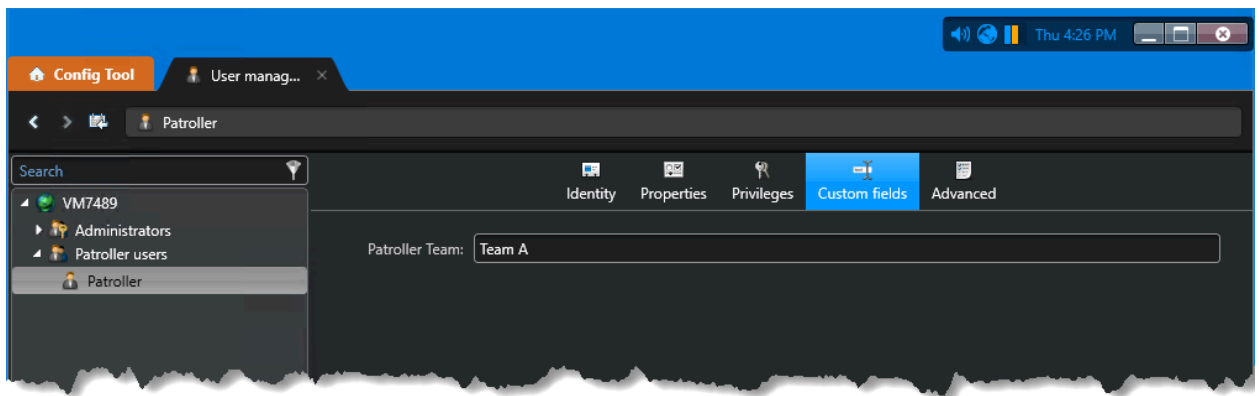 Thu 4:26 PM
Config Tool
User manag...
Patroller
Search
VM7489
Administrators
Patroller users
Patroller
Identity
Properties
Privileges
Custom fields
Advanced
Patroller Team: Team A